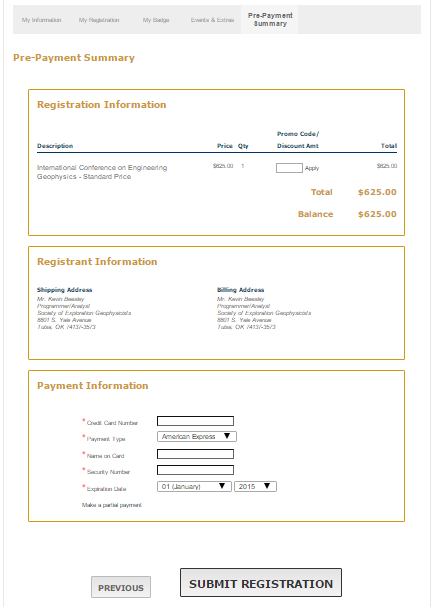 My Information My Registration My Badge Events & Extras Pre-Payment Summary
Pre-Payment Summary
Registration Information
Promo Code/
Description Price Qty Discount Amt Total
International Conference on Engineering Geophysics - Standard Price $625.00 1 Apply $625.00
Total $625.00
Balance $625.00
Registrant Information
Shipping Address Billing Address
Mr. Kevin Beesley Mr. Kevin Beesley
Programmer/Analyst Programmer/Analyst
Society of Exploration Geophysicists Society of Exploration Geophysicists
8801 S. Yale Avenue 8801 S. Yale Avenue
Tulsa, OK 74137-3573 Tulsa, OK 74137-3573
Payment Information
* Credit Card Number
* Payment Type American Express
* Name on Card
* Security Number
* Expiration Date 01 (January) 2015
Make a partial payment
PREVIOUS SUBMIT REGISTRATION